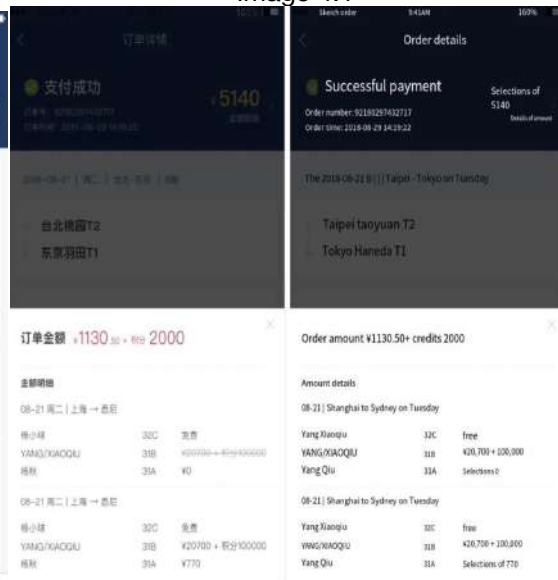 订单详情
支付成功
¥5140
金额明细
台北桃园T2
东京羽田T1
订单金额 ¥1130.50 + 积分 2000
金额明细
08-21 周二 | 上海 → 悉尼
杨小球 32C 免费
YANG/XIAOQIU 31B ¥20700 + 积分100000
杨秋 31A ¥0
08-21 周二 | 上海 → 悉尼
杨小球 32C 免费
YANG/XIAOQIU 31B ¥20700 + 积分100000
杨秋 31A ¥770
Sketch order 9:41AM 160%
Order details
Successful payment
Selections of
5140
Order number: 92193297432717
Details of amount
Order time: 2018-08-29 14:19:22
The 2018-08-21 B | | | Taipei - Tokyo on Tuesday
Taipei taoyuan T2
Tokyo Haneda T1
Order amount ¥1130.50+ credits 2000
Amount details
08-21 | Shanghai to Sydney on Tuesday
Yang Xiaoqiu 32C free
YANG/XIAOQIU 31B ¥20,700 + 100,000
Yang Qiu 31A Selections 0
08-21 | Shanghai to Sydney on Tuesday
Yang Xiaoqiu 32C free
YANG/XIAOQIU 31B ¥20,700 + 100,000
Yang Qiu 31A Selections of 770